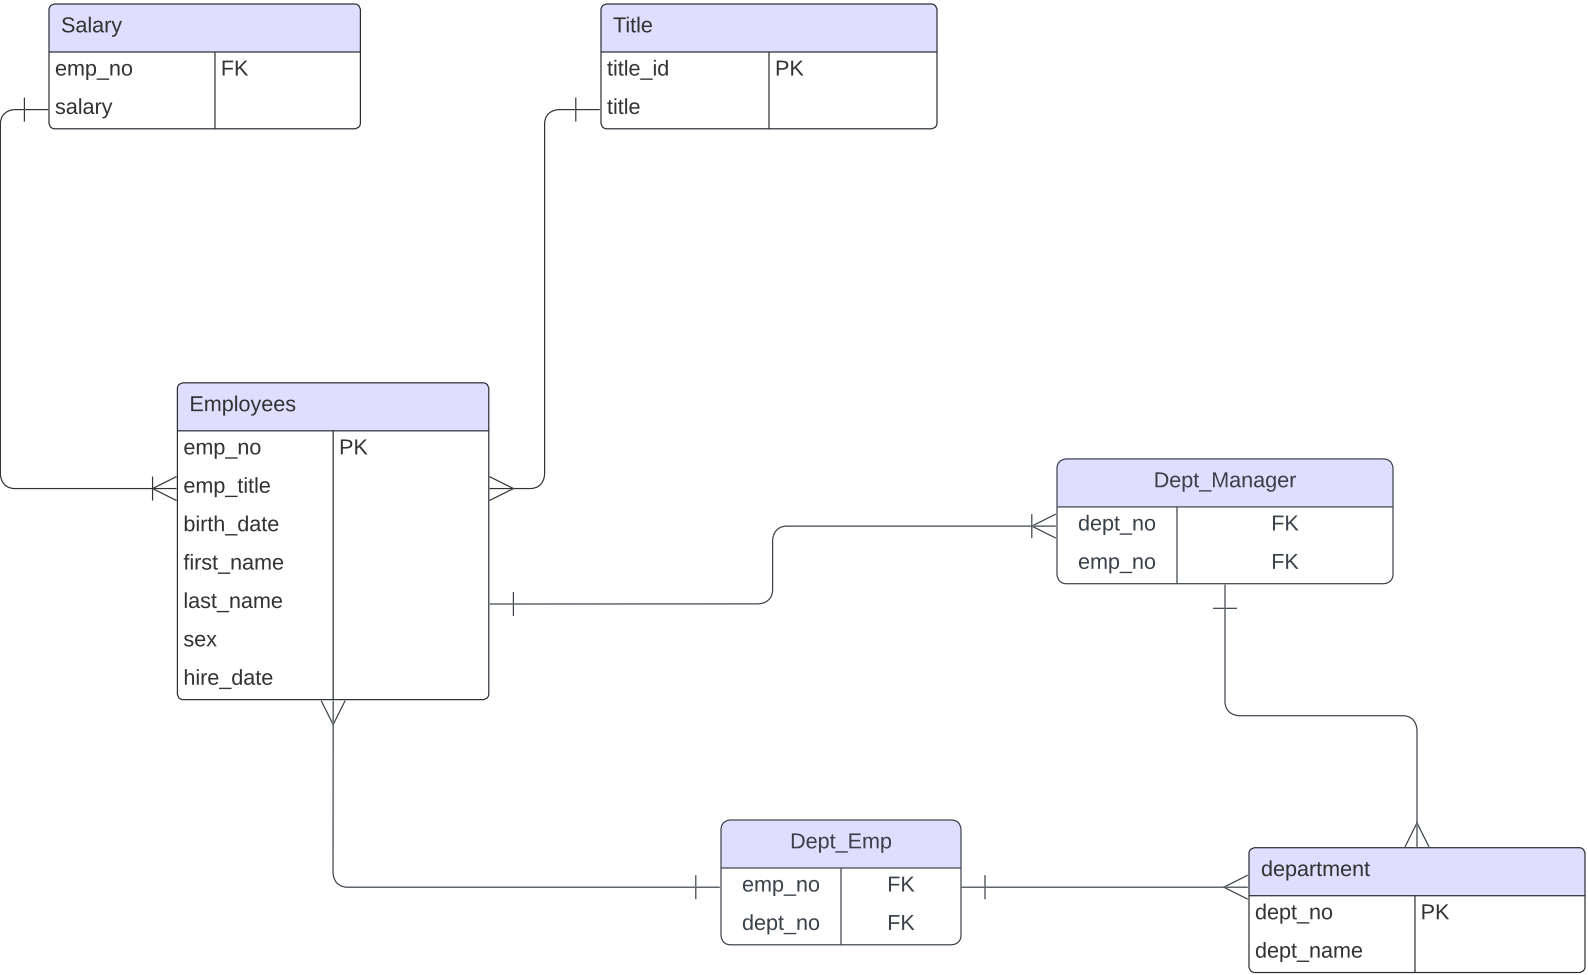 Salary
emp_no FK
salary
Title
title_id PK
title
Employees
emp_no PK
emp_title
birth_date
first_name
last_name
sex
hire_date
Dept_Manager
dept_no FK
emp_no FK
Dept_Emp
emp_no FK
dept_no FK
department
dept_no PK
dept_name